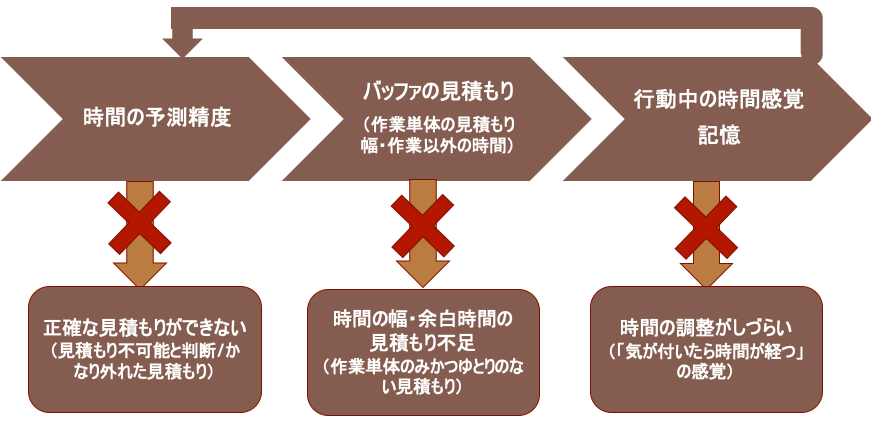 時間の予測精度
バッファの見積もり
(作業単体の見積もり
幅・作業以外の時間)
行動中の時間感覚
記憶
正確な見積もりができない
(見積もり不可能と判断/か
なり外れた見積もり)
時間の幅・余白時間の
見積もり不足
(作業単体のみかつゆとりのな
い見積もり)
時間の調整がしづらい
(「気が付いたら時間が経つ」
の感覚)